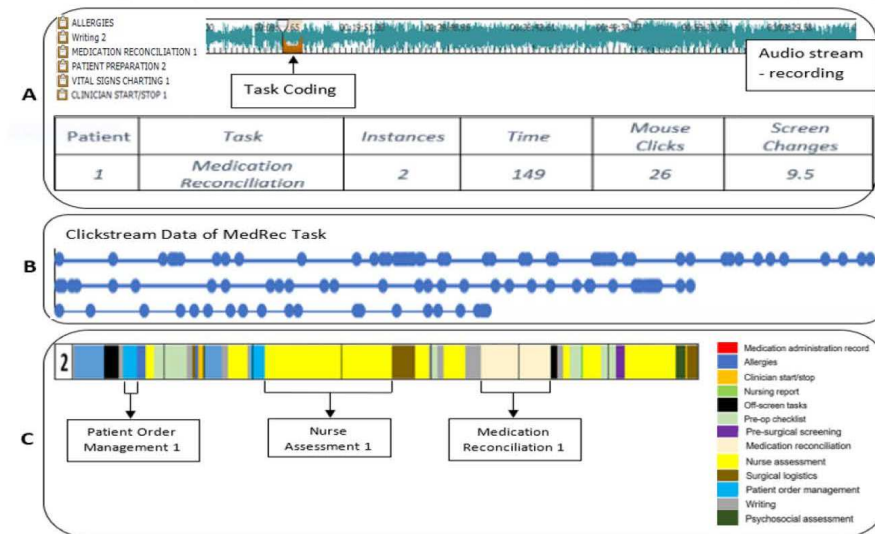 ALLERGIES
Writing 2
MEDICATION RECONCILIATION 1
PATIENT PREPARATION 2
VITAL SIGNS CHARTING 1
CLINICIAN START/STOP 1
Task Coding
Audio stream
- recording
A
Patient Task Instances Time Mouse Clicks Screen Changes
1 Medication Reconciliation 2 149 26 9.5
Clickstream Data of MedRec Task
B
2
Patient Order
Management 1
Nurse
Assessment 1
Medication
Reconciliation 1
C
Medication administration record
Allergies
Clinician start/stop
Nursing report
Off-screen tasks
Pre-op checklist
Pre-surgical screening
Medication reconciliation
Nurse assessment
Surgical logistics
Patient order management
Writing
Psychosocial assessment